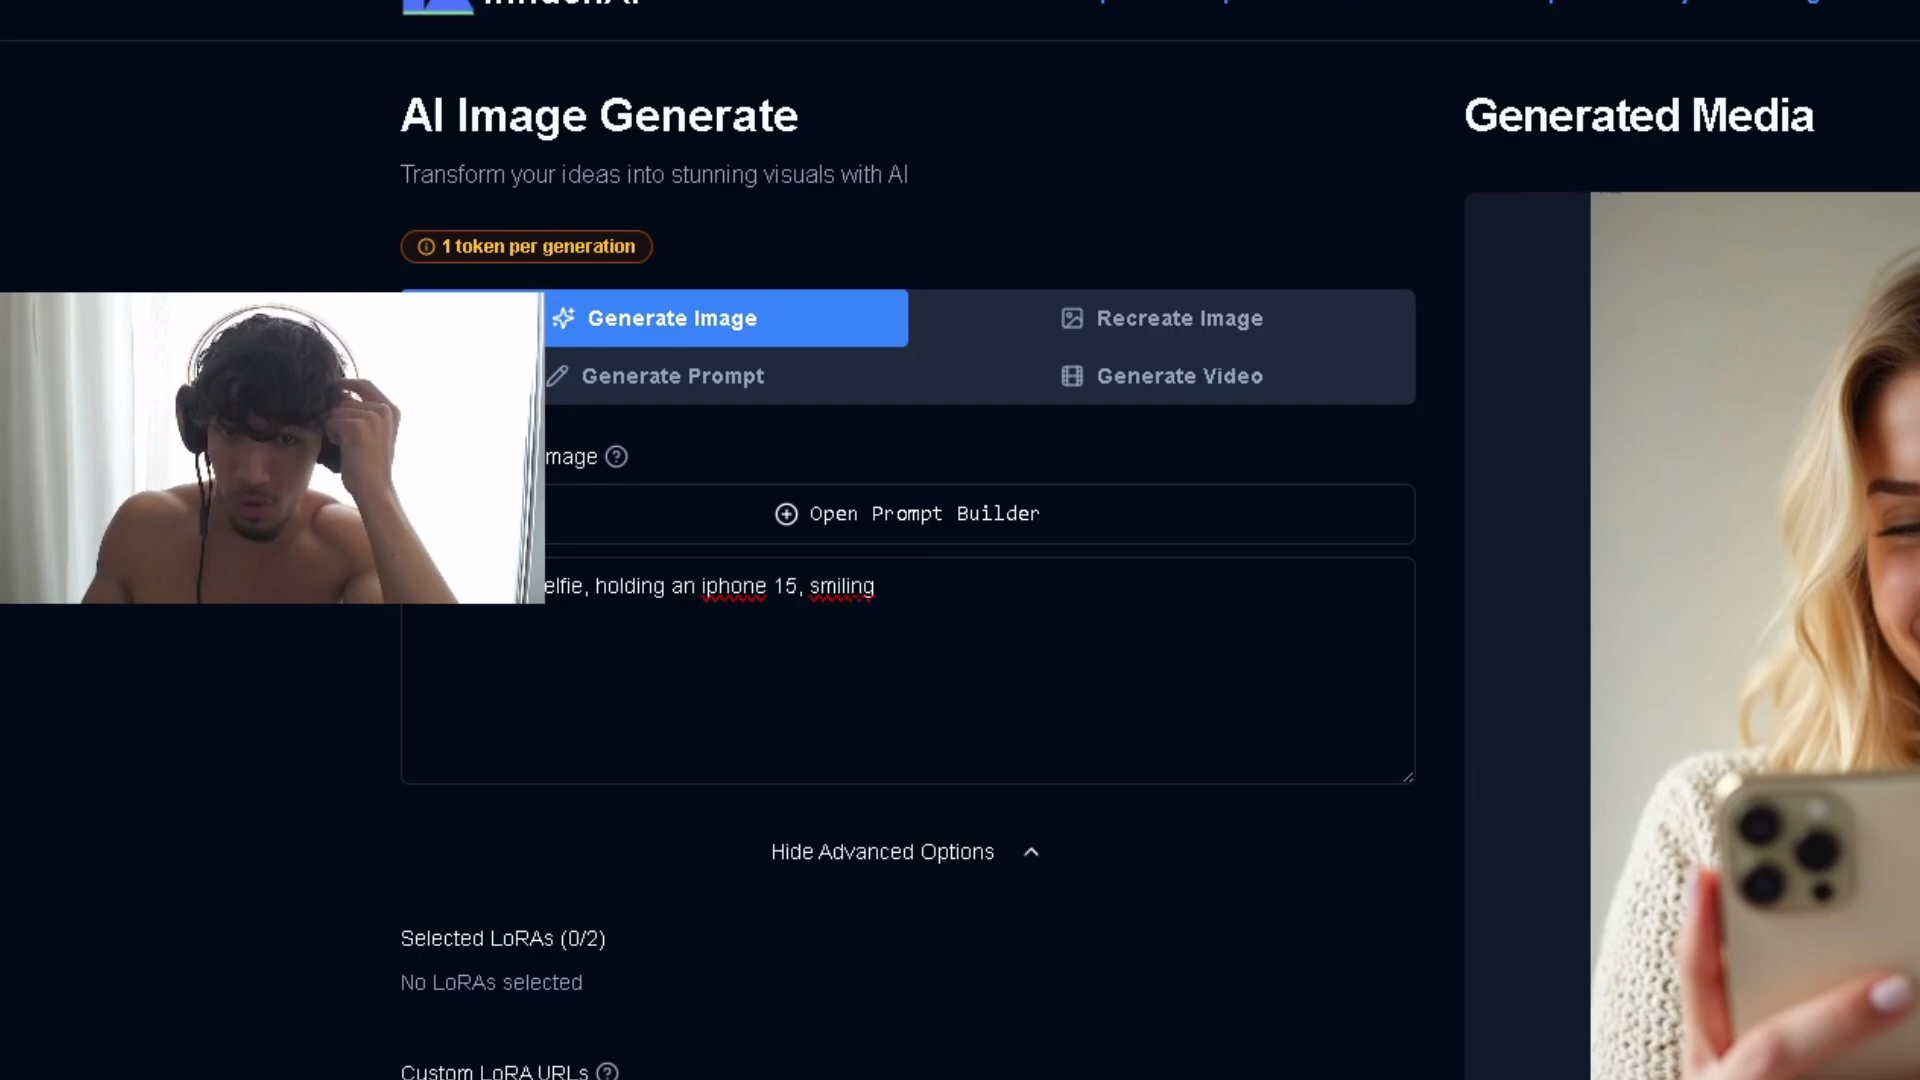 AI Image Generate
Generated Media
Transform your ideas into stunning visuals with AI
1 token per generation
Generate Image
Recreate Image
Generate Prompt
Generate Video
mage
Open Prompt Builder
elfie, holding an iphone 15, smiling
Hide Advanced Options
Selected LoRAs (0/2)
No LoRAs selected
Custom LoRA URLs